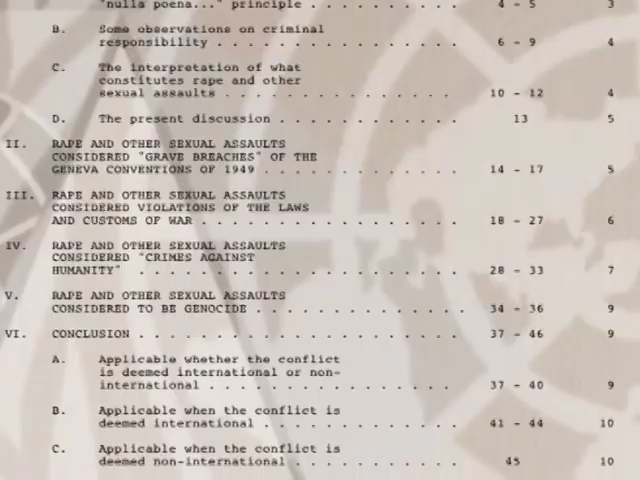 "nulla poena..." principle . . . . . . . . . . . . 4 - 5 3
B. Some observations on criminal
responsibility . . . . . . . . . . . . . . . . . . 6 - 9 4
C. The interpretation of what
constitutes rape and other
sexual assaults . . . . . . . . . . . . . . . . . 10 - 12 4
D. The present discussion . . . . . . . . . . . . . 13 5
II. RAPE AND OTHER SEXUAL ASSAULTS
CONSIDERED "GRAVE BREACHES" OF THE
GENEVA CONVENTIONS OF 1949 . . . . . . . . . . . . . . 14 - 17 5
III. RAPE AND OTHER SEXUAL ASSAULTS
CONSIDERED VIOLATIONS OF THE LAWS
AND CUSTOMS OF WAR . . . . . . . . . . . . . . . . . . 18 - 27 6
IV. RAPE AND OTHER SEXUAL ASSAULTS
CONSIDERED "CRIMES AGAINST
HUMANITY" . . . . . . . . . . . . . . . . . . . . . . 28 - 33 7
V. RAPE AND OTHER SEXUAL ASSAULTS
CONSIDERED TO BE GENOCIDE . . . . . . . . . . . . . . 34 - 36 9
VI. CONCLUSION . . . . . . . . . . . . . . . . . . . . . . 37 - 46 9
A. Applicable whether the conflict
is deemed international or non-
international . . . . . . . . . . . . . . . . . . 37 - 40 9
B. Applicable when the conflict is
deemed international . . . . . . . . . . . . . . 41 - 44 10
C. Applicable when the conflict is
deemed non-international . . . . . . . . . . . . 45 10